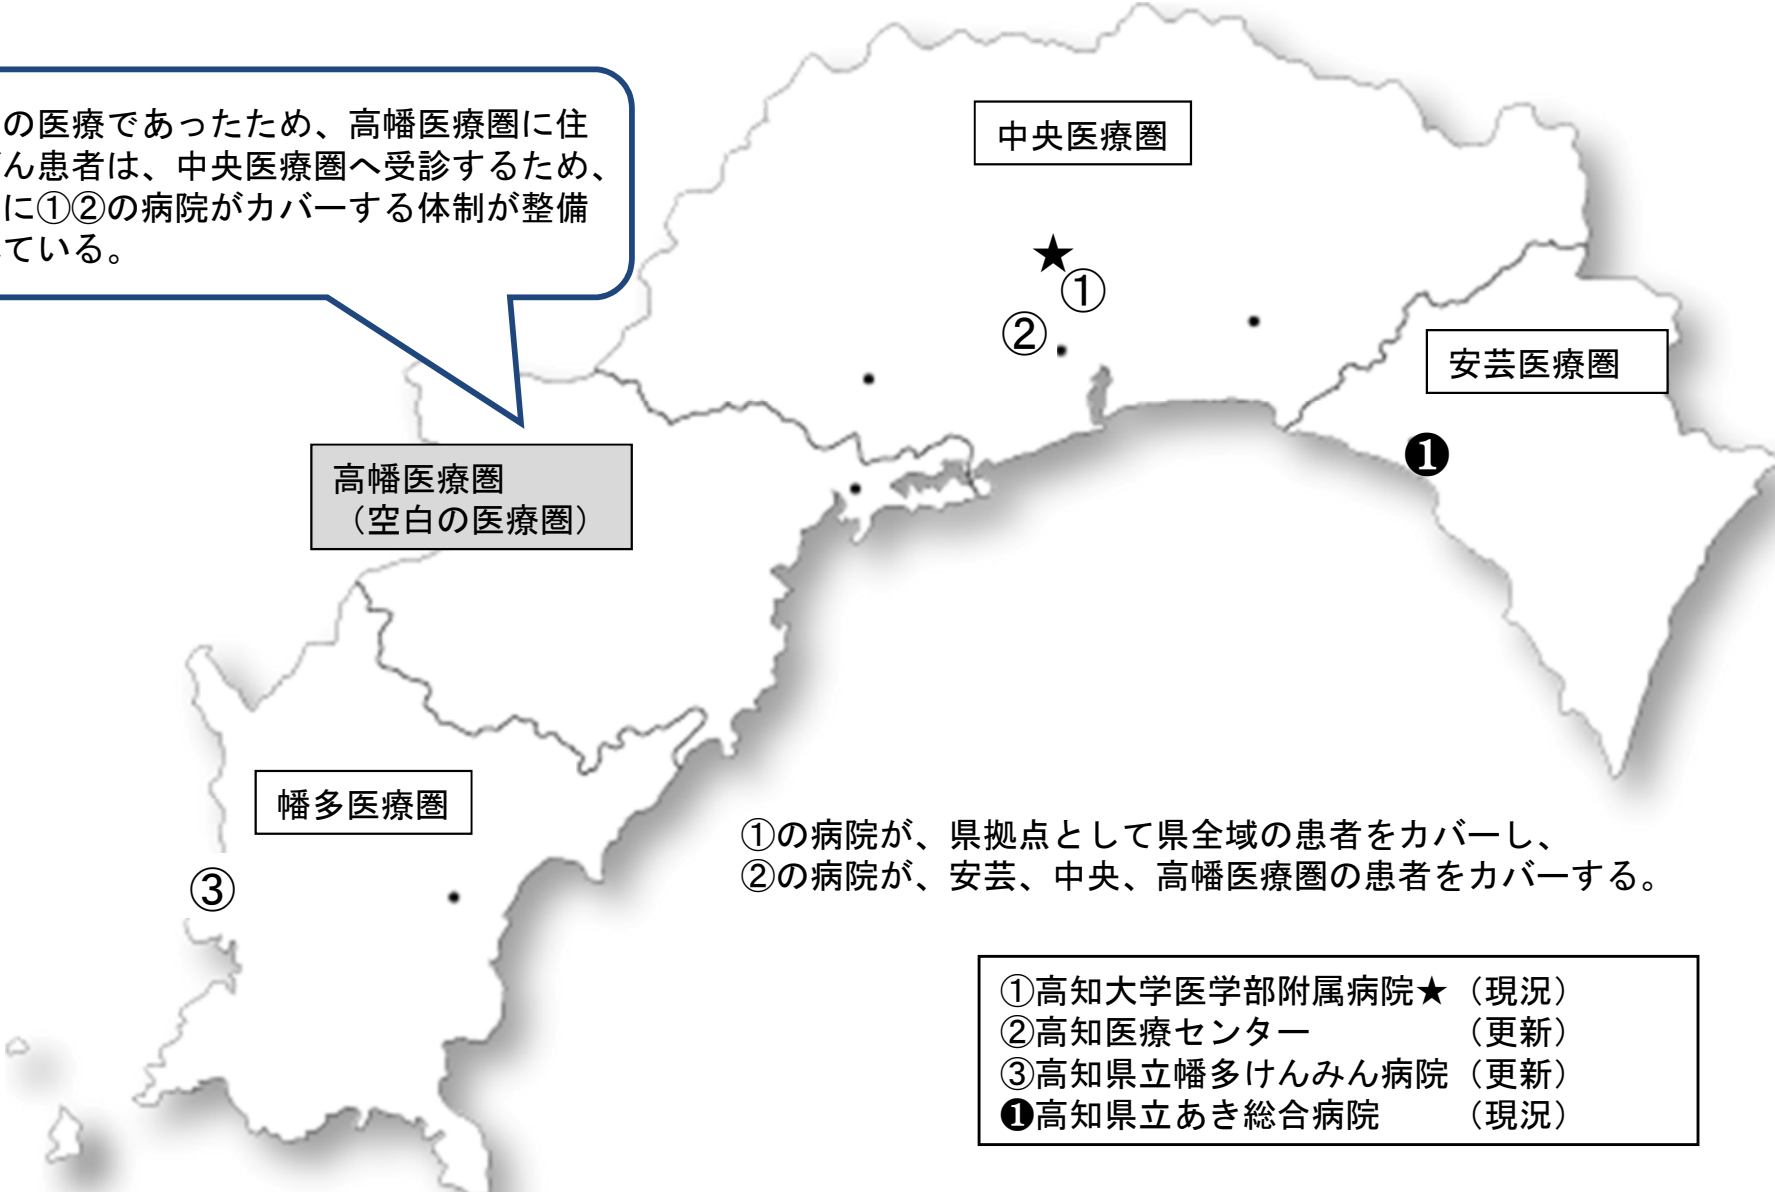 の医療であったため、高幡医療圏に住
ん患者は、中央医療圏へ受診するため、
に①②の病院がカバーする体制が整備
ている。
中央医療圏
★
①
②
安芸医療圏
❶
高幡医療圏
（空白の医療圏）
幡多医療圏
③
①の病院が、県拠点として県全域の患者をカバーし、
②の病院が、安芸、中央、高幡医療圏の患者をカバーする。
①高知大学医学部附属病院★（現況）
②高知医療センター （更新）
③高知県立幡多けんみん病院（更新）
❶高知県立あき総合病院 （現況）